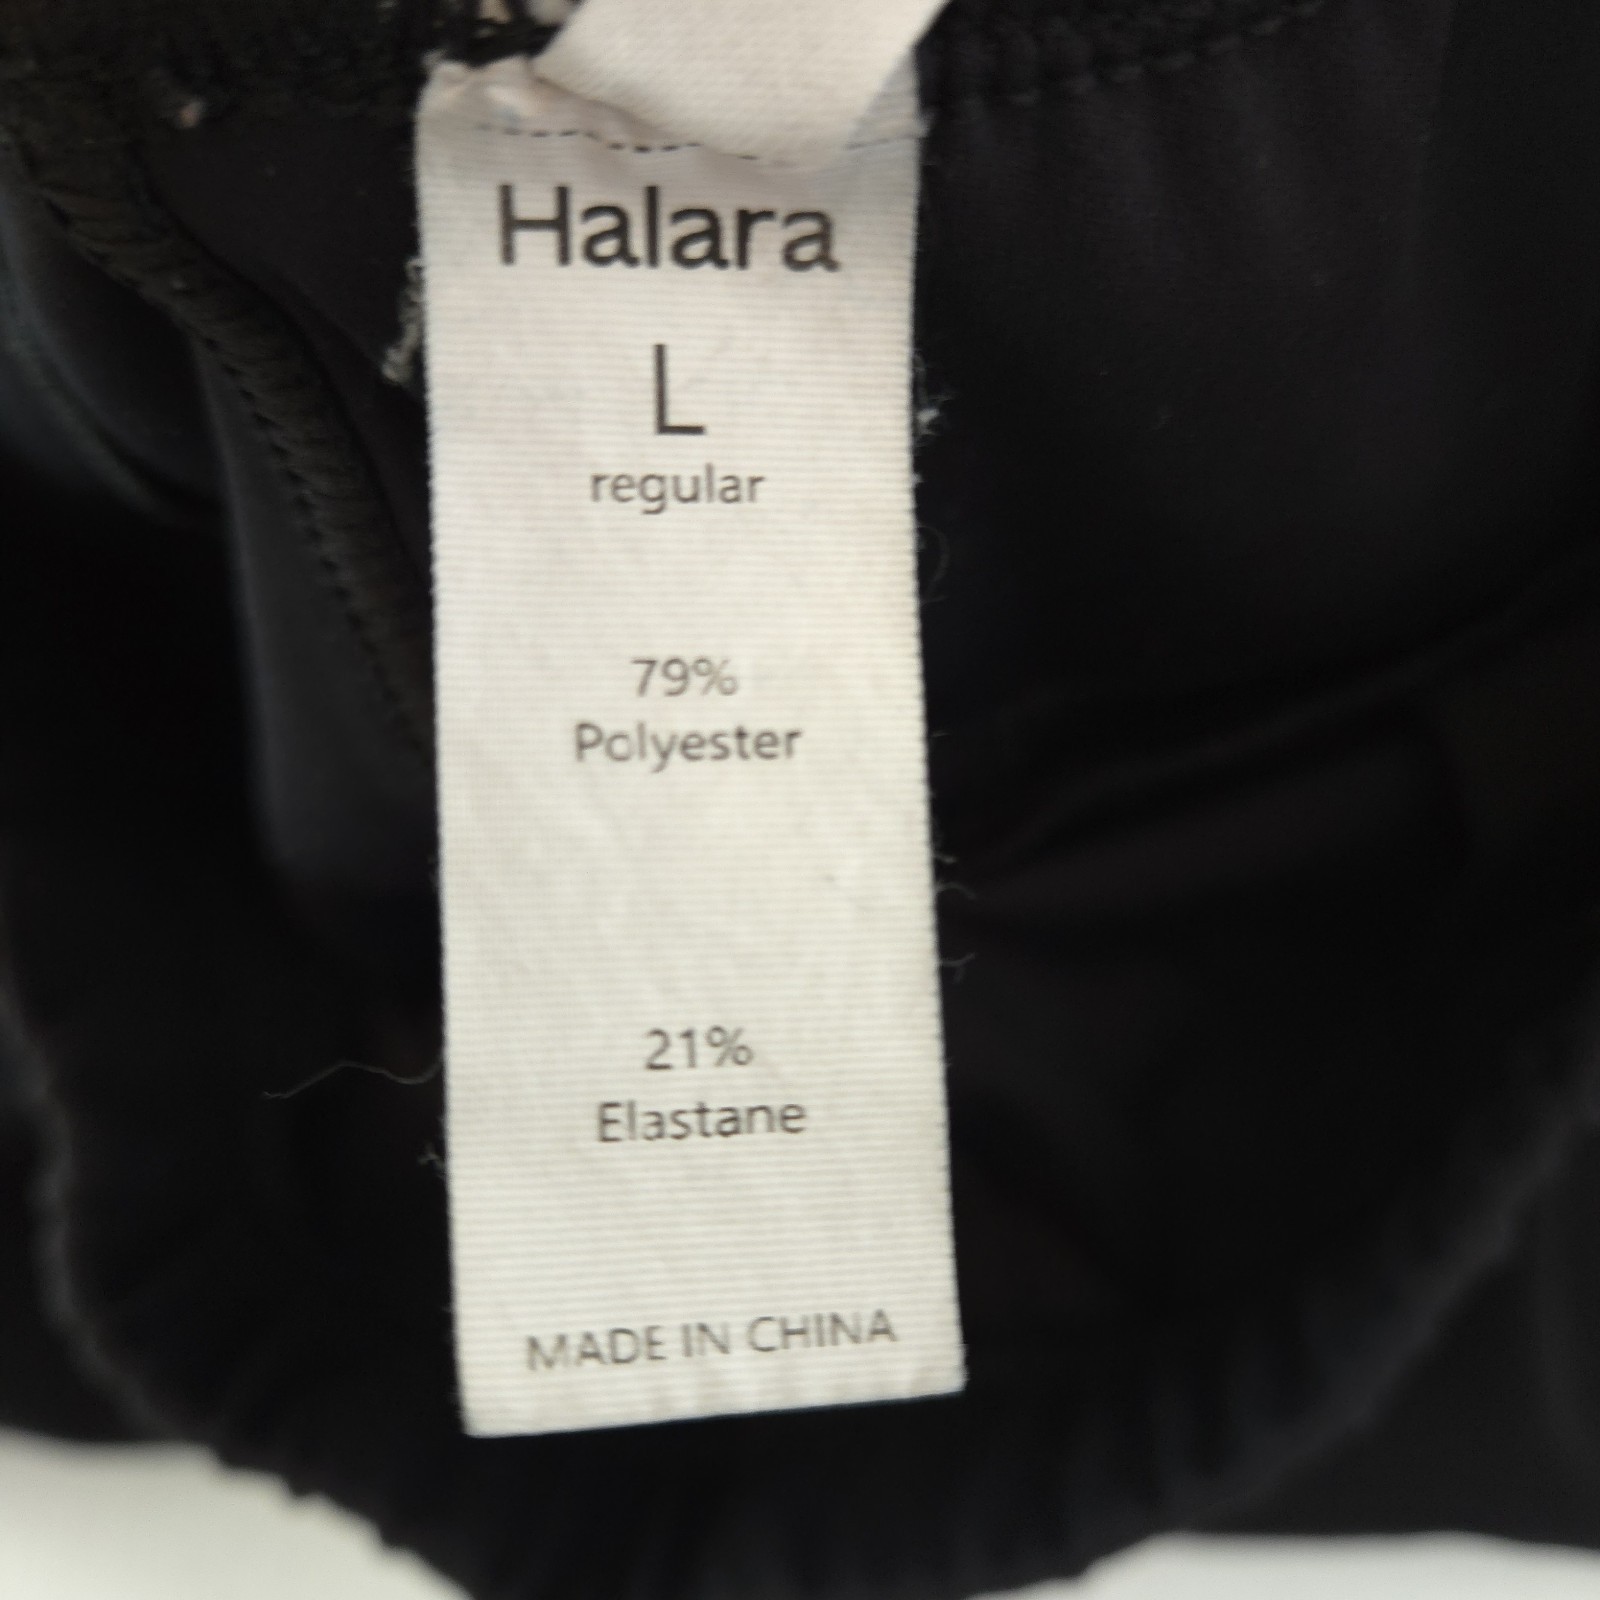 Halara
L
regular
79%
Polyester
21%
Elastane
MADE IN CHINA